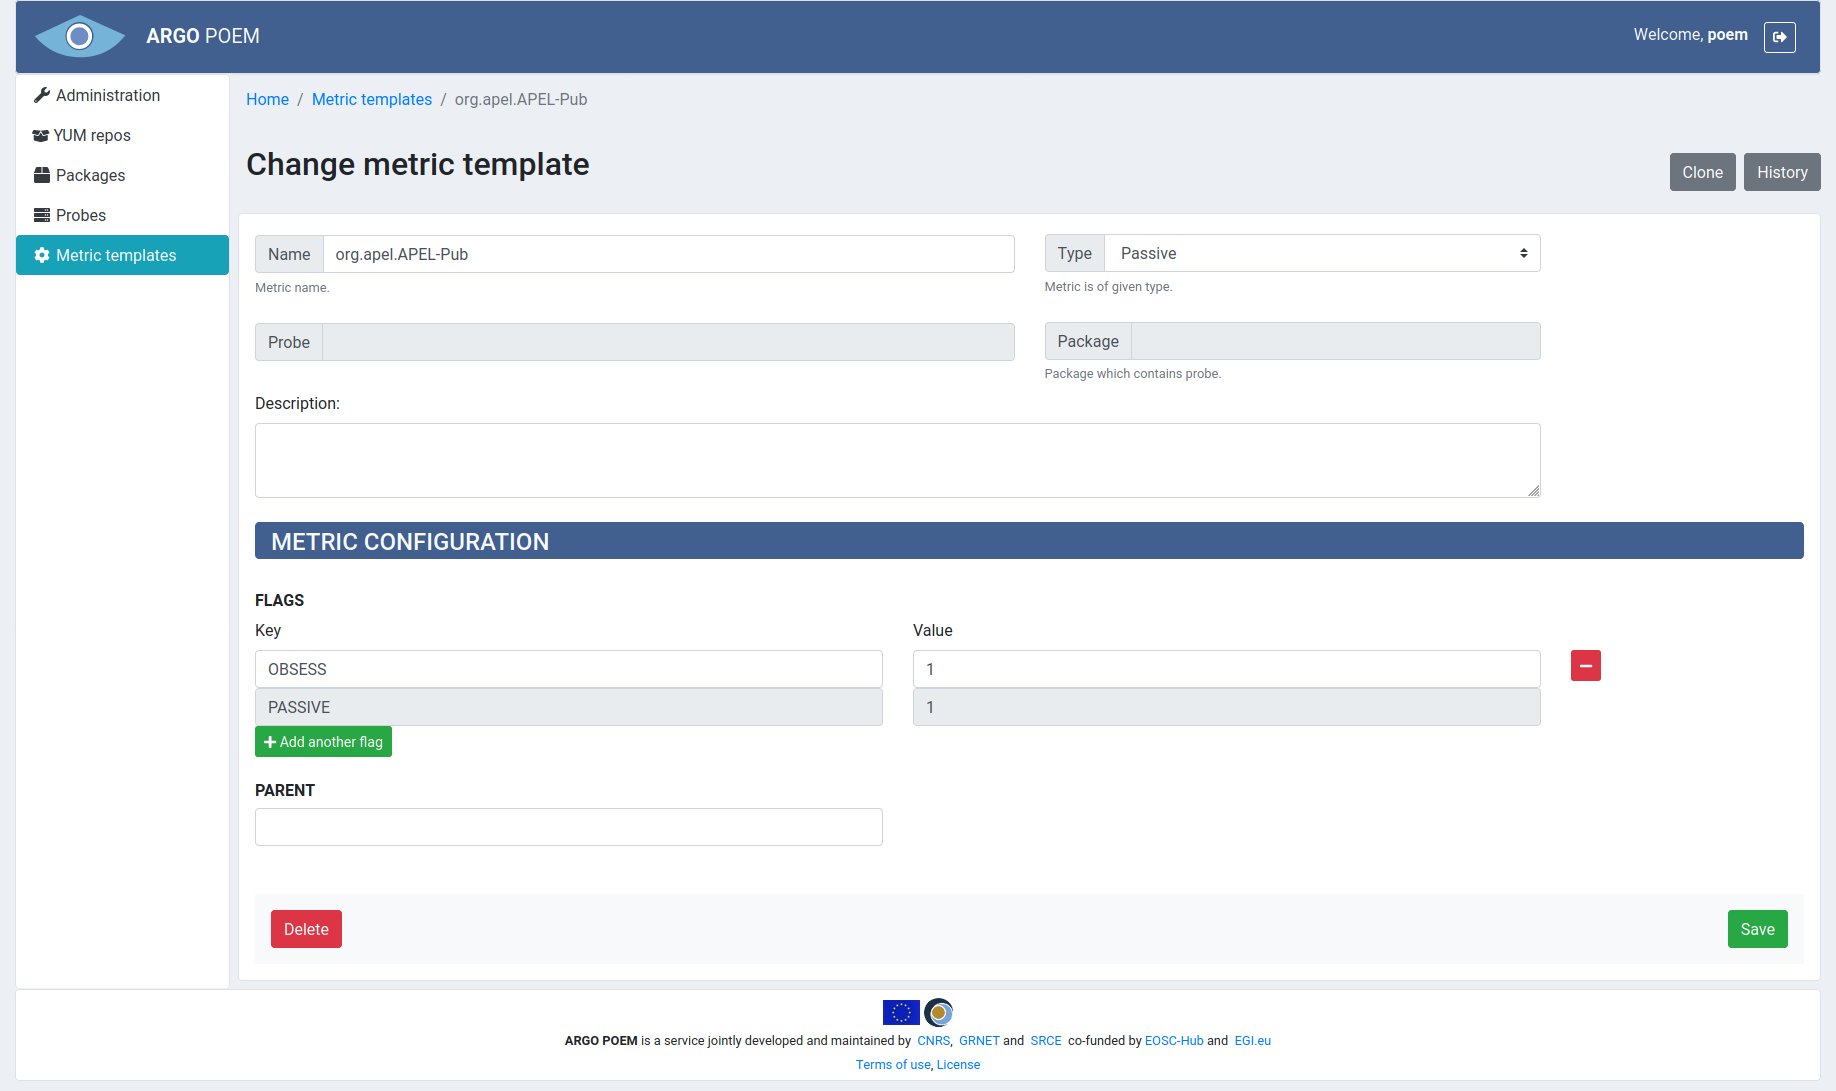 ARGO POEM
Welcome, poem
Administration
YUM repos
Packages
Probes
Metric templates
Home / Metric templates / org.apel.APEL-Pub
Change metric template
Clone
History
Name org.apel.APEL-Pub
Metric name.
Type Passive
Metric is of given type.
Probe
Package
Package which contains probe.
Description:
METRIC CONFIGURATION
FLAGS
Key Value
OBSESS 1
PASSIVE 1
Add another flag
PARENT
Delete
Save
ARGO POEM is a service jointly developed and maintained by CNRS, GRNET and SRCE co-funded by EOSC-Hub and EGI.eu
Terms of use, License